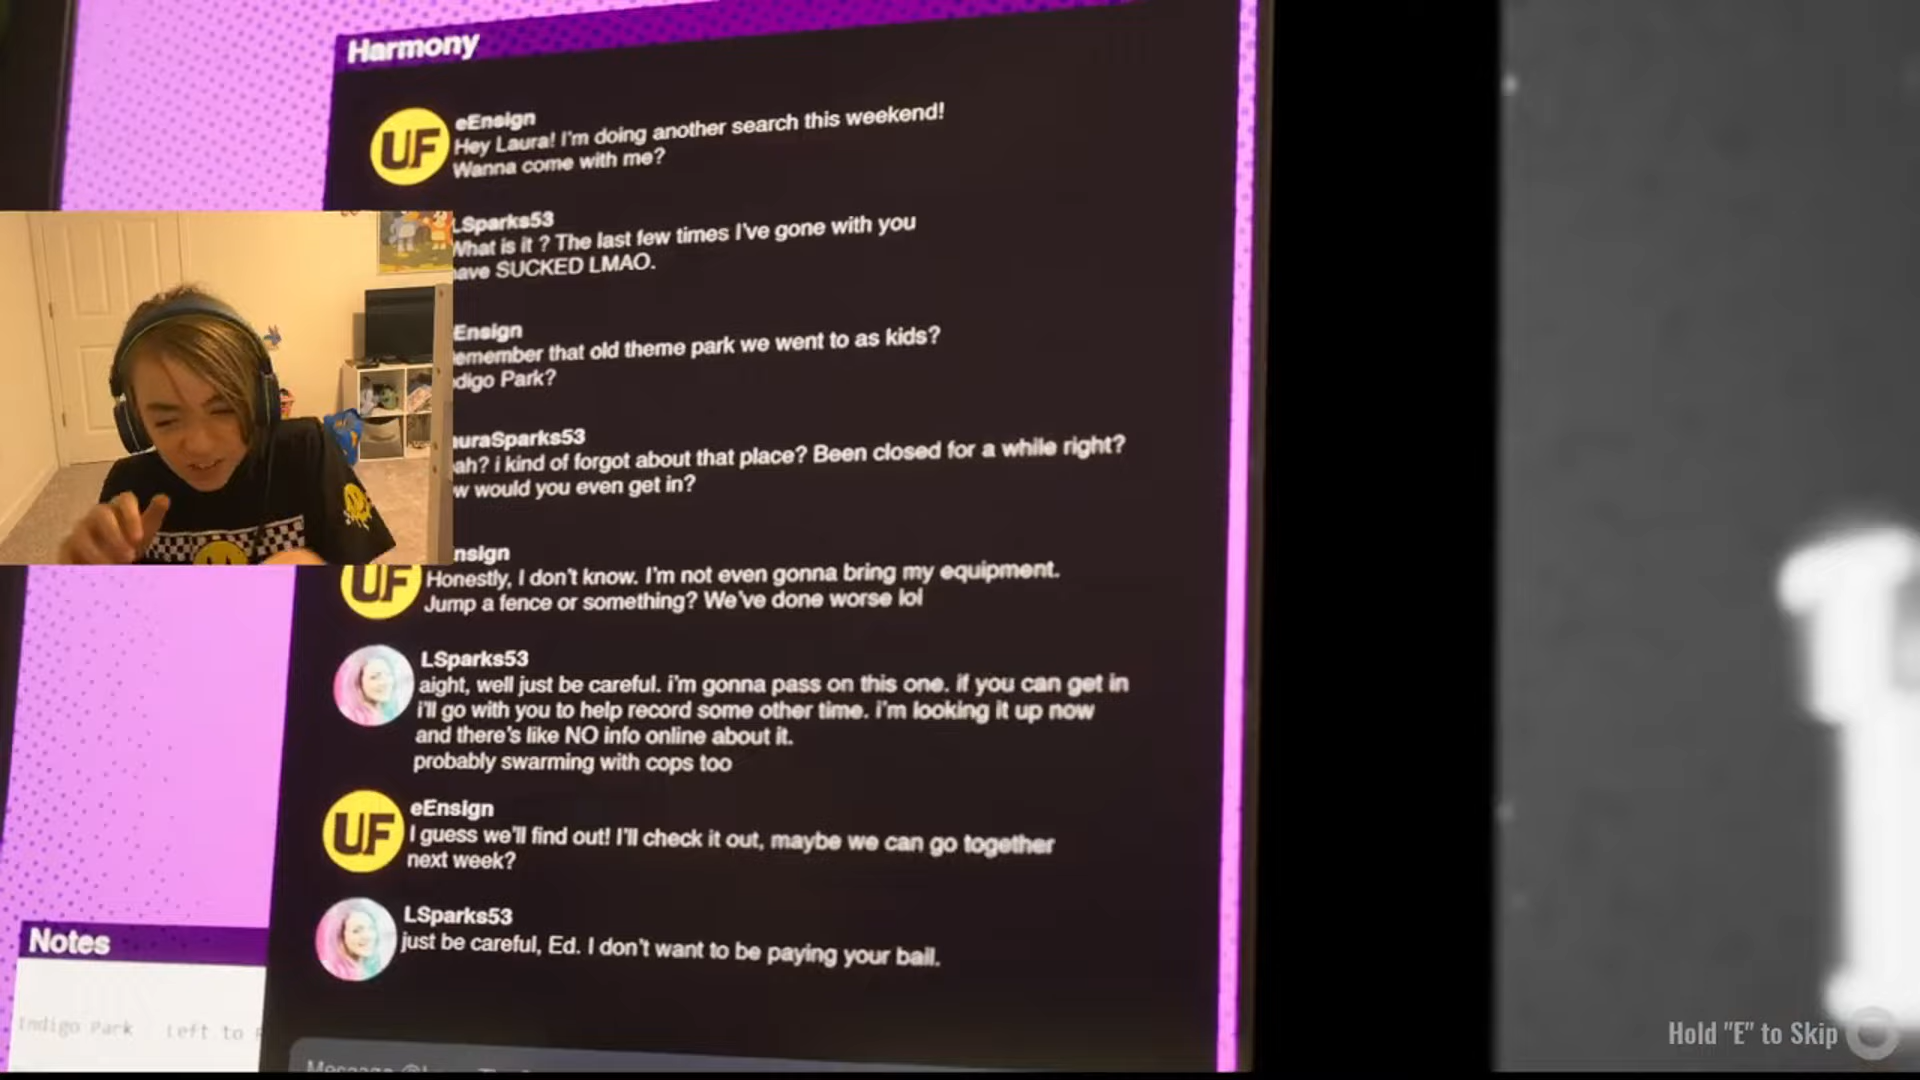 Harmony
UF
eEnsign
Hey Laura! I'm doing another search this weekend!
Wanna come with me?
LSparks53
What is it ? The last few times I've gone with you
ave SUCKED LMAO.
Ensign
emember that old theme park we went to as kids?
digo Park?
auraSparks53
ah? i kind of forgot about that place? Been closed for a while right?
w would you even get in?
nsign
UF
Honestly, I don't know. I'm not even gonna bring my equipment.
Jump a fence or something? We've done worse lol
LSparks53
aight, well just be careful. i'm gonna pass on this one. if you can get in
i'll go with you to help record some other time. i'm looking it up now
and there's like NO info online about it.
probably swarming with cops too
eEnsign
UF
I guess we'll find out! I'll check it out, maybe we can go together
next week?
LSparks53
just be careful, Ed. I don't want to be paying your bail.
Notes
Indigo Park Left to
Hold "E" to Skip